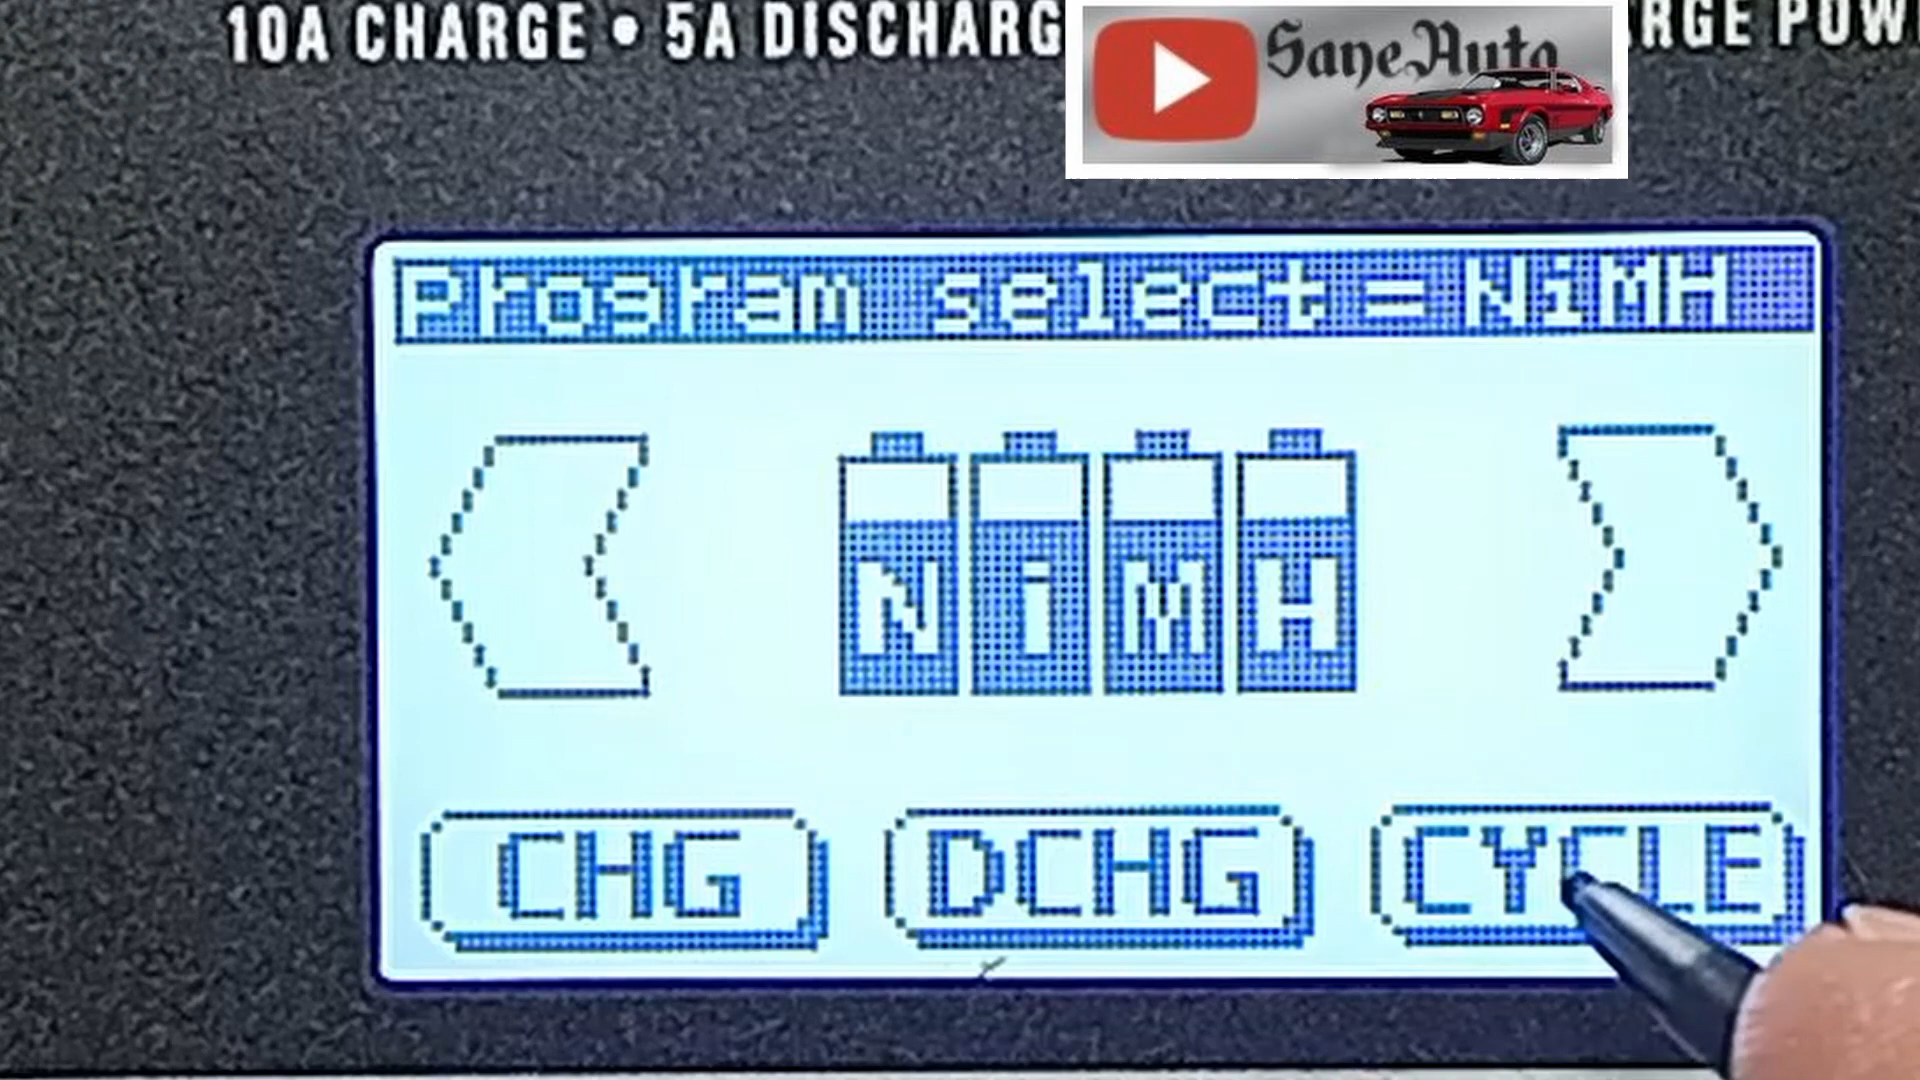 10A CHARGE • 5A DISCHARG
RGE POW
SaneAuto
Program select = NiMH
NiMH
CHG DCHG CYCLE